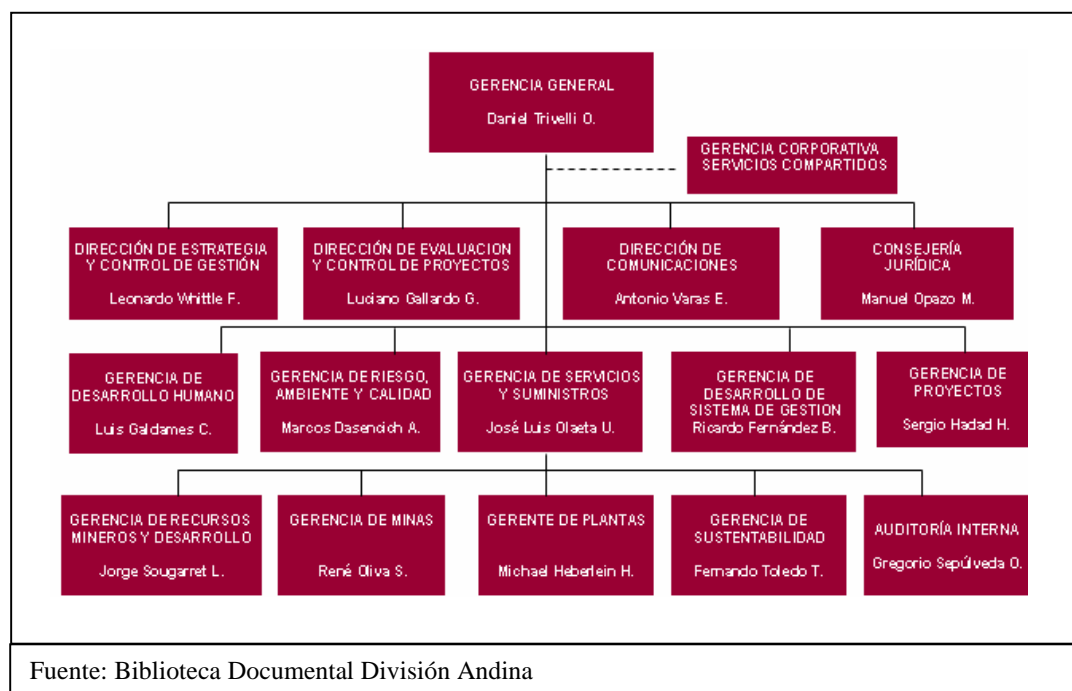 GERENCIA GENERAL
Daniel Trivelli O.
GERENCIA CORPORATIVA
SERVICIOS COMPARTIDOS
DIRECCIÓN DE ESTRATEGIA
Y CONTROL DE GESTIÓN
Leonardo Whittle F.
DIRECCIÓN DE EVALUACION
Y CONTROL DE PROYECTOS
Luciano Gallardo G.
DIRECCIÓN DE
COMUNICACIONES
Antonio Varas E.
CONSEJERÍA
JURÍDICA
Manuel Opazo M.
GERENCIA DE
DESARROLLO HUMANO
Luis Galdames C.
GERENCIA DE RIESGO,
AMBIENTE Y CALIDAD
Marcos Dasencich A.
GERENCIA DE SERVICIOS
Y SUMINISTROS
José Luis Olaeta U.
GERENCIA DE
DESARROLLO DE
SISTEMA DE GESTION
Ricardo Fernández B.
GERENCIA DE
PROYECTOS
Sergio Hadad H.
GERENCIA DE RECURSOS
MINEROS Y DESARROLLO
Jorge Sougarret L.
GERENCIA DE MINAS
René Oliva S.
GERENTE DE PLANTAS
Michael Heberlein H.
GERENCIA DE
SUSTENTABILIDAD
Fernando Toledo T.
AUDITORÍA INTERNA
Gregorio Sepúlveda O.
Fuente: Biblioteca Documental División Andina